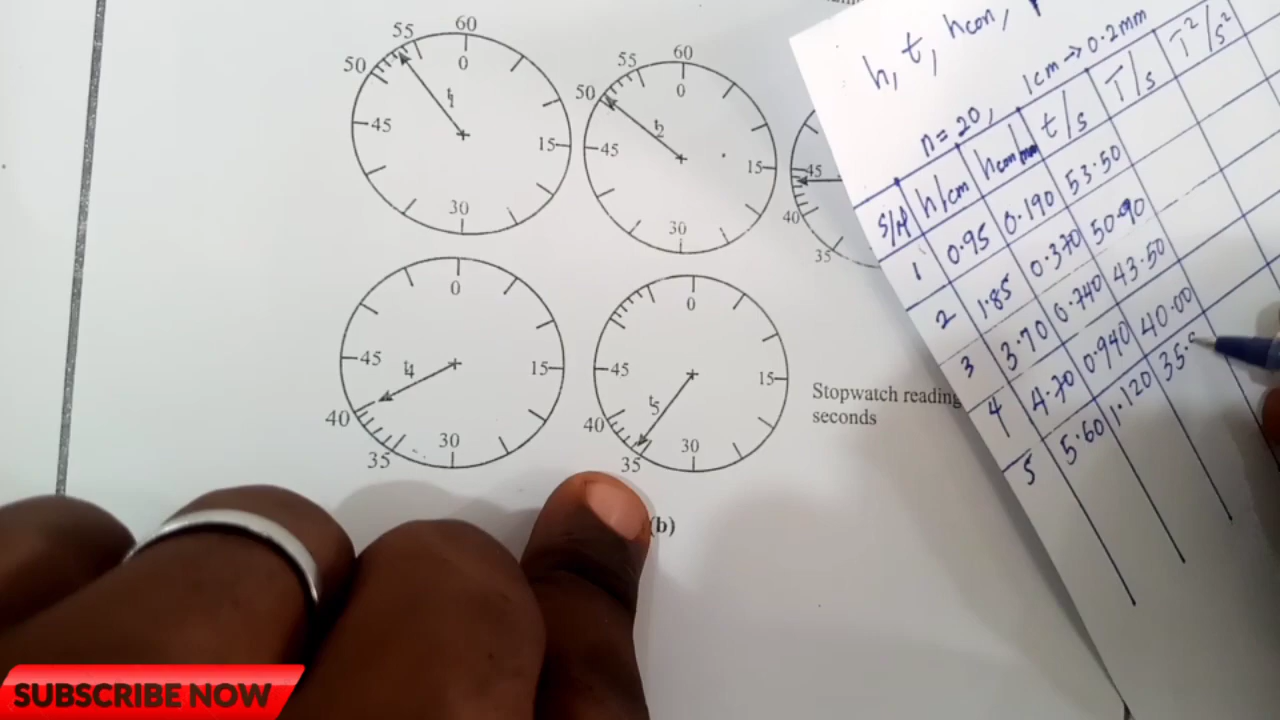 60
55
50
0
t1
45
15
30
60
55
50
0
t2
45
15
30
45
40
35
0
45
t4
15
40
30
35
0
45
15
t5
40
30
35
Stopwatch reading
seconds
(b)
h, t, hcon,
n = 20, 1cm → 0.2mm
S/N h/cm hcon/mm t/s T/s T²/s²
1 0.95 0.190 53.50
2 1.85 0.370 50.90
3 3.70 0.740 43.50
4 4.70 0.940 40.00
5 5.60 1.120 35.
SUBSCRIBE NOW